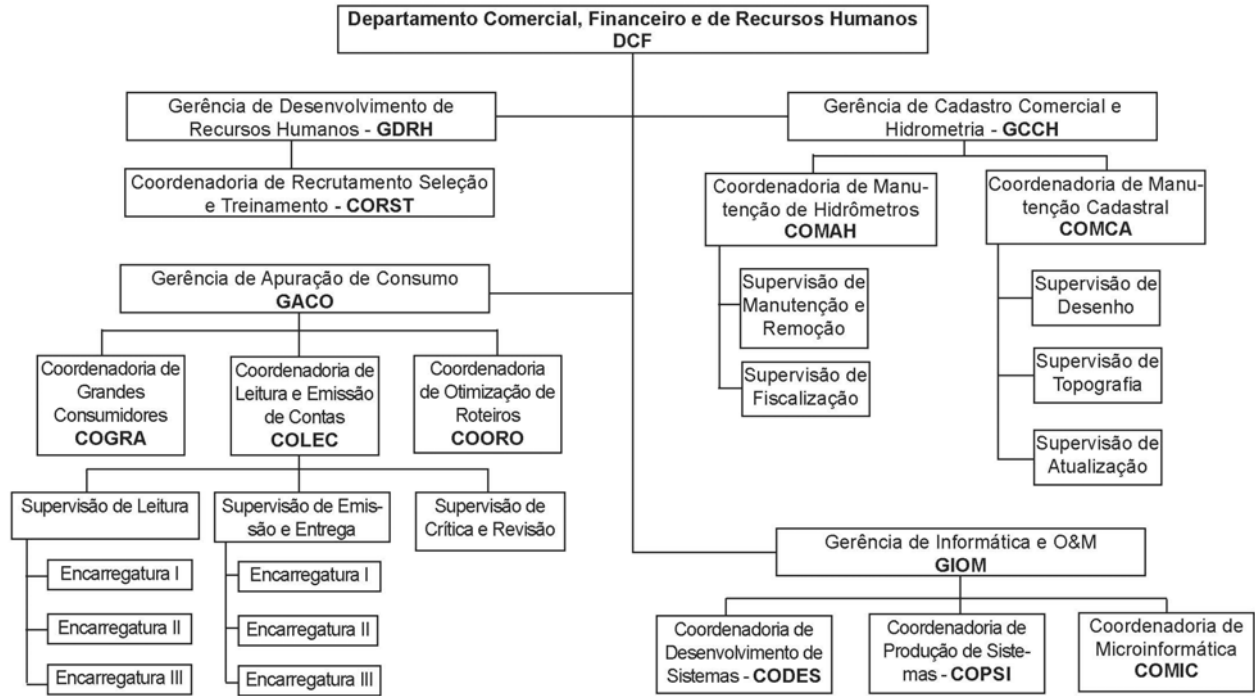 Departamento Comercial, Financeiro e de Recursos Humanos
DCF
Gerência de Desenvolvimento de
Recursos Humanos - GDRH
Gerência de Cadastro Comercial e
Hidrometria - GCCH
Coordenadoria de Recrutamento Seleção
e Treinamento - CORST
Coordenadoria de Manu-
tenção de Hidrômetros
COMAH
Coordenadoria de Manu-
tenção Cadastral
COMCA
Supervisão de
Manutenção e
Remoção
Supervisão de
Fiscalização
Supervisão de
Desenho
Supervisão de
Topografia
Supervisão de
Atualização
Gerência de Apuração de Consumo
GACO
Coordenadoria de
Grandes
Consumidores
COGRA
Coordenadoria de
Leitura e Emissão
de Contas
COLEC
Coordenadoria
de Otimização de
Roteiros
COORO
Supervisão de Leitura
Encarregatura I
Encarregatura II
Encarregatura III
Supervisão de Emis-
são e Entrega
Encarregatura I
Encarregatura II
Encarregatura III
Supervisão de
Crítica e Revisão
Gerência de Informática e O&M
GIOM
Coordenadoria de
Desenvolvimento de
Sistemas - CODES
Coordenadoria de
Produção de Siste-
mas - COPSI
Coordenadoria de
Microinformática
COMIC